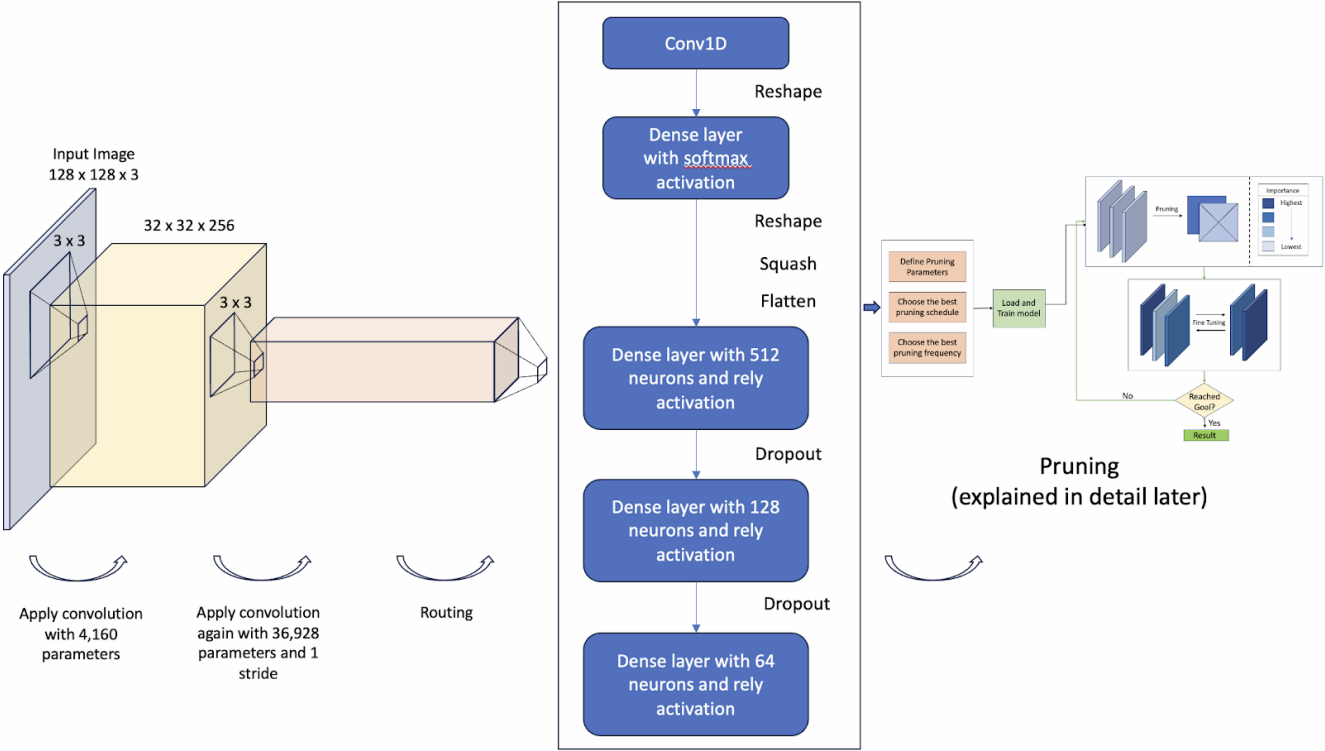 Input Image
128 x 128 x 3
3 x 3
32 x 32 x 256
3 x 3
Apply convolution
with 4,160
parameters
Apply convolution
again with 36,928
parameters and 1
stride
Routing
Conv1D
Reshape
Dense layer
with softmax
activation
Reshape
Squash
Flatten
Dense layer with 512
neurons and rely
activation
Dropout
Dense layer with 128
neurons and rely
activation
Dropout
Dense layer with 64
neurons and rely
activation
Define Pruning
Parameters
Choose the best
pruning schedule
Choose the best
pruning frequency
Load and
Train model
Pruning
Importance
Highest
Lowest
Fine Tuning
No
Reached
Goal?
Yes
Result
Pruning
(explained in detail later)